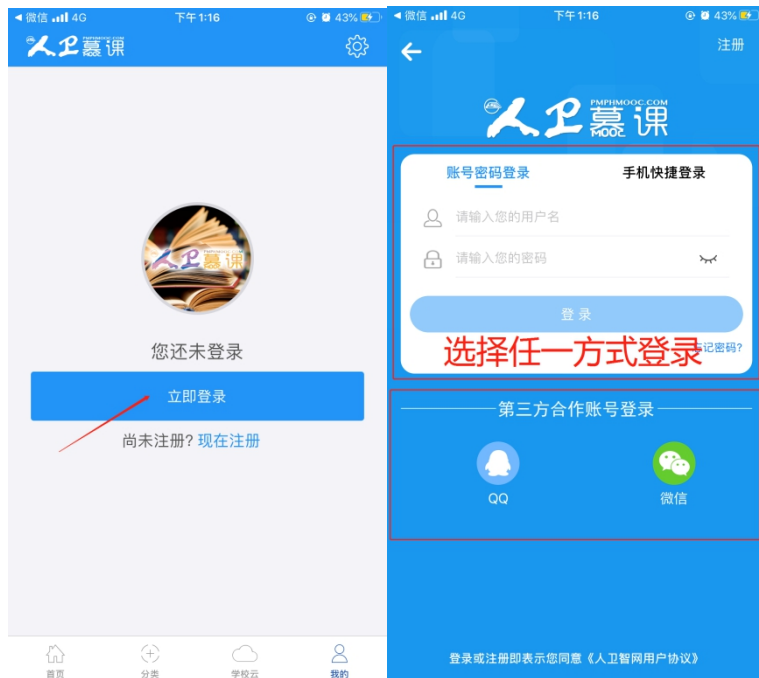 微信 4G 下午1:16 43%
人卫慕课
PMPHMOOC.COM
人卫慕课
您还未登录
立即登录
尚未注册? 现在注册
首页 分类 学校云 我的
微信 4G 下午1:16 43%
注册
人卫慕课
PMPHMOOC.COM
MOOC
账号密码登录 手机快捷登录
请输入您的用户名
请输入您的密码
登 录
选择任一方式登录
记密码?
第三方合作账号登录
QQ 微信
登录或注册即表示您同意《人卫智网用户协议》